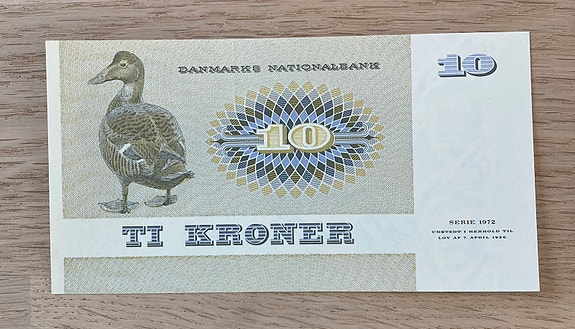 DANMARKS NATIONALBANK
10
10
TI KRONER
SERIE 1972
UDSTEDT I HENHOLD TIL
LOV AF 7. APRIL 1936